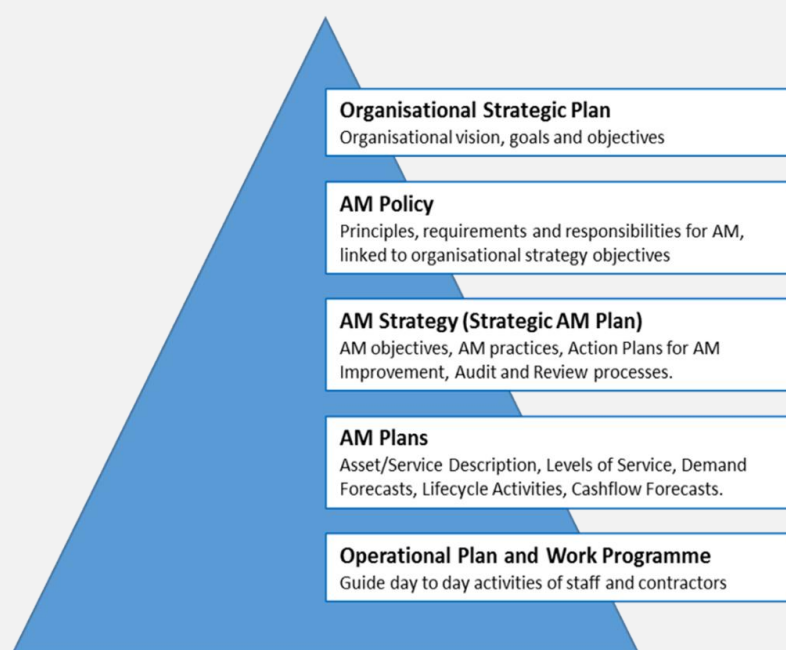 Organisational Strategic Plan
Organisational vision, goals and objectives
AM Policy
Principles, requirements and responsibilities for AM,
linked to organisational strategy objectives
AM Strategy (Strategic AM Plan)
AM objectives, AM practices, Action Plans for AM
Improvement, Audit and Review processes.
AM Plans
Asset/Service Description, Levels of Service, Demand
Forecasts, Lifecycle Activities, Cashflow Forecasts.
Operational Plan and Work Programme
Guide day to day activities of staff and contractors